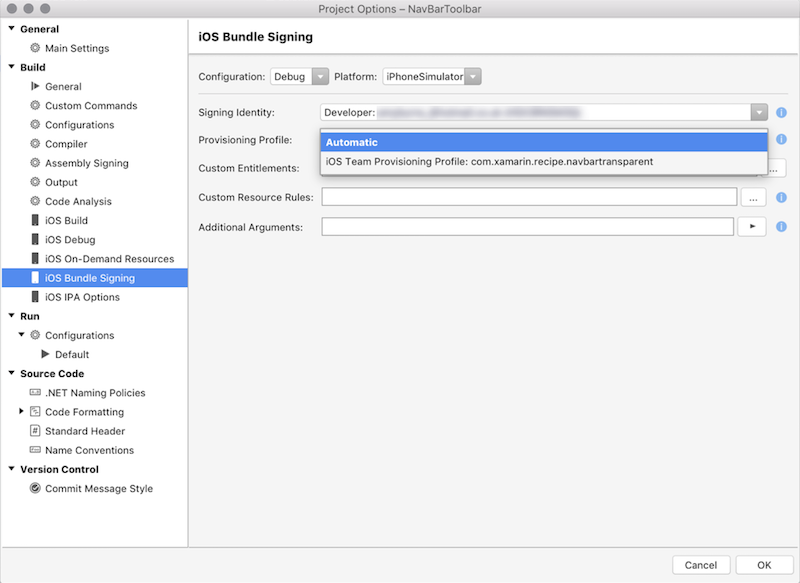 Project Options – NavBarToolbar
General
Main Settings
Build
General
Custom Commands
Configurations
Compiler
Assembly Signing
Output
Code Analysis
iOS Build
iOS Debug
iOS On-Demand Resources
iOS Bundle Signing
iOS IPA Options
Run
Configurations
Default
Source Code
.NET Naming Policies
Code Formatting
Standard Header
Name Conventions
Version Control
Commit Message Style
iOS Bundle Signing
Configuration: Debug Platform: iPhoneSimulator
Signing Identity: Developer:
Provisioning Profile:
Automatic
iOS Team Provisioning Profile: com.xamarin.recipe.navbartransparent
Custom Entitlements: ...
Custom Resource Rules: ...
Additional Arguments:
Cancel OK